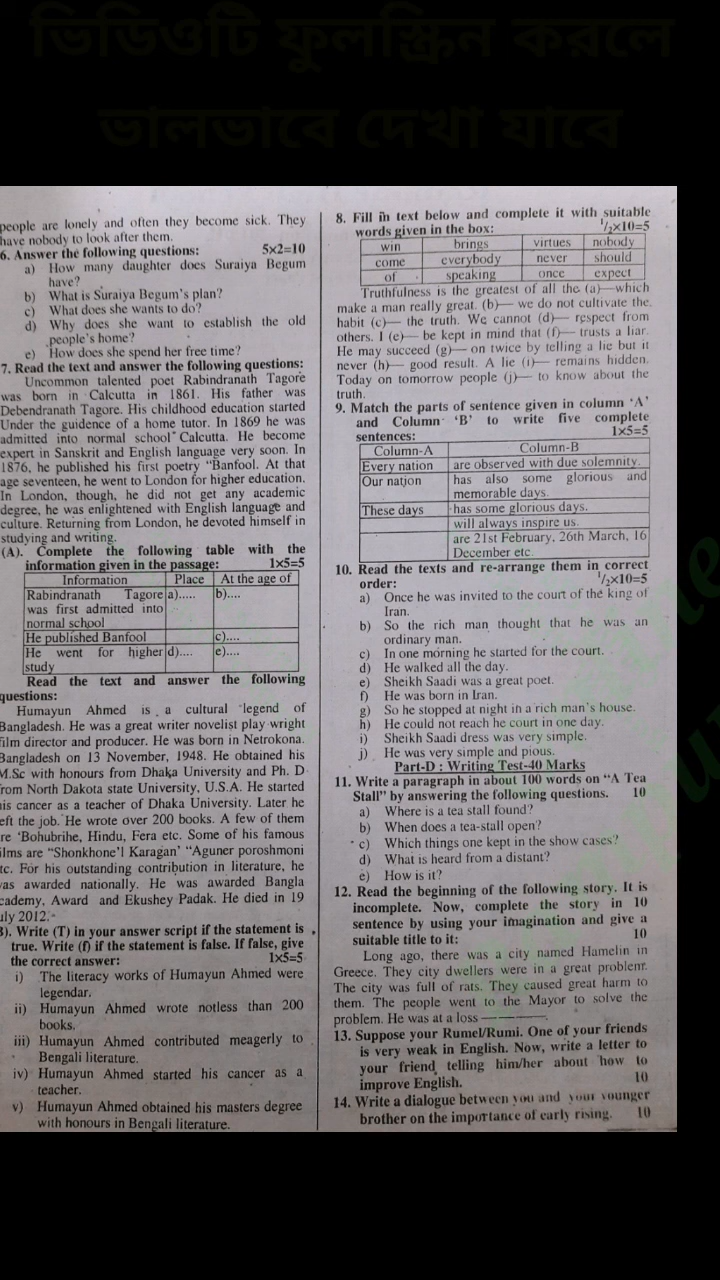 ভিডিওটি ফুলস্ক্রিন করলে
ভালভাবে দেখা যাবে
people are lonely and often they become sick. They
have nobody to look after them.
6. Answer the following questions: 5x2=10
a) How many daughter does Suraiya Begum
have?
b) What is Suraiya Begum's plan?
c) What does she wants to do?
d) Why does she want to establish the old
people's home?
e) How does she spend her free time?
7. Read the text and answer the following questions:
Uncommon talented poet Rabindranath Tagore
was born in Calcutta in 1861. His father was
Debendranath Tagore. His childhood education started
Under the guidence of a home tutor. In 1869 he was
admitted into normal school Calcutta. He become
expert in Sanskrit and English language very soon. In
1876, he published his first poetry "Banfool. At that
age seventeen, he went to London for higher education.
In London, though, he did not get any academic
degree, he was enlightened with English language and
culture. Returning from London, he devoted himself in
studying and writing.
(A). Complete the following table with the
information given in the passage: 1x5=5
Information Place At the age of
Rabindranath Tagore a)..... b)....
was first admitted into
normal school
He published Banfool c)....
He went for higher d).... e)....
study
Read the text and answer the following
questions:
Humayun Ahmed is a cultural legend of
Bangladesh. He was a great writer novelist play wright
film director and producer. He was born in Netrokona.
Bangladesh on 13 November, 1948. He obtained his
M.Sc with honours from Dhaka University and Ph. D
from North Dakota state University, U.S.A. He started
his cancer as a teacher of Dhaka University. Later he
eft the job. He wrote over 200 books. A few of them
re 'Bohubrihe, Hindu, Fera etc. Some of his famous
ilms are "Shonkhone'l Karagan' "Aguner poroshmoni
tc. For his outstanding contribution in literature, he
as awarded nationally. He was awarded Bangla
cademy, Award and Ekushey Padak. He died in 19
uly 2012.
3). Write (T) in your answer script if the statement is
true. Write (f) if the statement is false. If false, give
the correct answer: 1x5=5
i) The literacy works of Humayun Ahmed were
legendar.
ii) Humayun Ahmed wrote notless than 200
books.
iii) Humayun Ahmed contributed meagerly to
Bengali literature.
iv) Humayun Ahmed started his cancer as a
teacher.
v) Humayun Ahmed obtained his masters degree
with honours in Bengali literature.
8. Fill in text below and complete it with suitable
words given in the box: 1/2x10=5
win brings virtues nobody
come everybody never should
of speaking once expect
Truthfulness is the greatest of all the (a)—which
make a man really great. (b)— we do not cultivate the
habit (c)— the truth. We cannot (d)— respect from
others. I (e)— be kept in mind that (f)— trusts a liar.
He may succeed (g)— on twice by telling a lie but it
never (h)— good result. A lie (i)— remains hidden.
Today on tomorrow people (j)— to know about the
truth.
9. Match the parts of sentence given in column 'A'
and Column 'B' to write five complete
sentences: 1x5=5
Column-A Column-B
Every nation are observed with due solemnity.
Our nation has also some glorious and
memorable days.
These days has some glorious days.
will always inspire us.
are 21st February, 26th March, 16
December etc.
10. Read the texts and re-arrange them in correct
order: 1/2x10=5
a) Once he was invited to the court of the king of
Iran.
b) So the rich man thought that he was an
ordinary man.
c) In one morning he started for the court.
d) He walked all the day.
e) Sheikh Saadi was a great poet.
f) He was born in Iran.
g) So he stopped at night in a rich man's house.
h) He could not reach he court in one day.
i) Sheikh Saadi dress was very simple.
j) He was very simple and pious.
Part-D : Writing Test-40 Marks
11. Write a paragraph in about 100 words on "A Tea
Stall" by answering the following questions. 10
a) Where is a tea stall found?
b) When does a tea-stall open?
c) Which things one kept in the show cases?
d) What is heard from a distant?
e) How is it?
12. Read the beginning of the following story. It is
incomplete. Now, complete the story in 10
sentence by using your imagination and give a
suitable title to it: 10
Long ago, there was a city named Hamelin in
Greece. They city dwellers were in a great problem.
The city was full of rats. They caused great harm to
them. The people went to the Mayor to solve the
problem. He was at a loss ————.
13. Suppose your Rumel/Rumi. One of your friends
is very weak in English. Now, write a letter to
your friend telling him/her about how to
improve English. 10
14. Write a dialogue between you and your younger
brother on the importance of early rising. 10